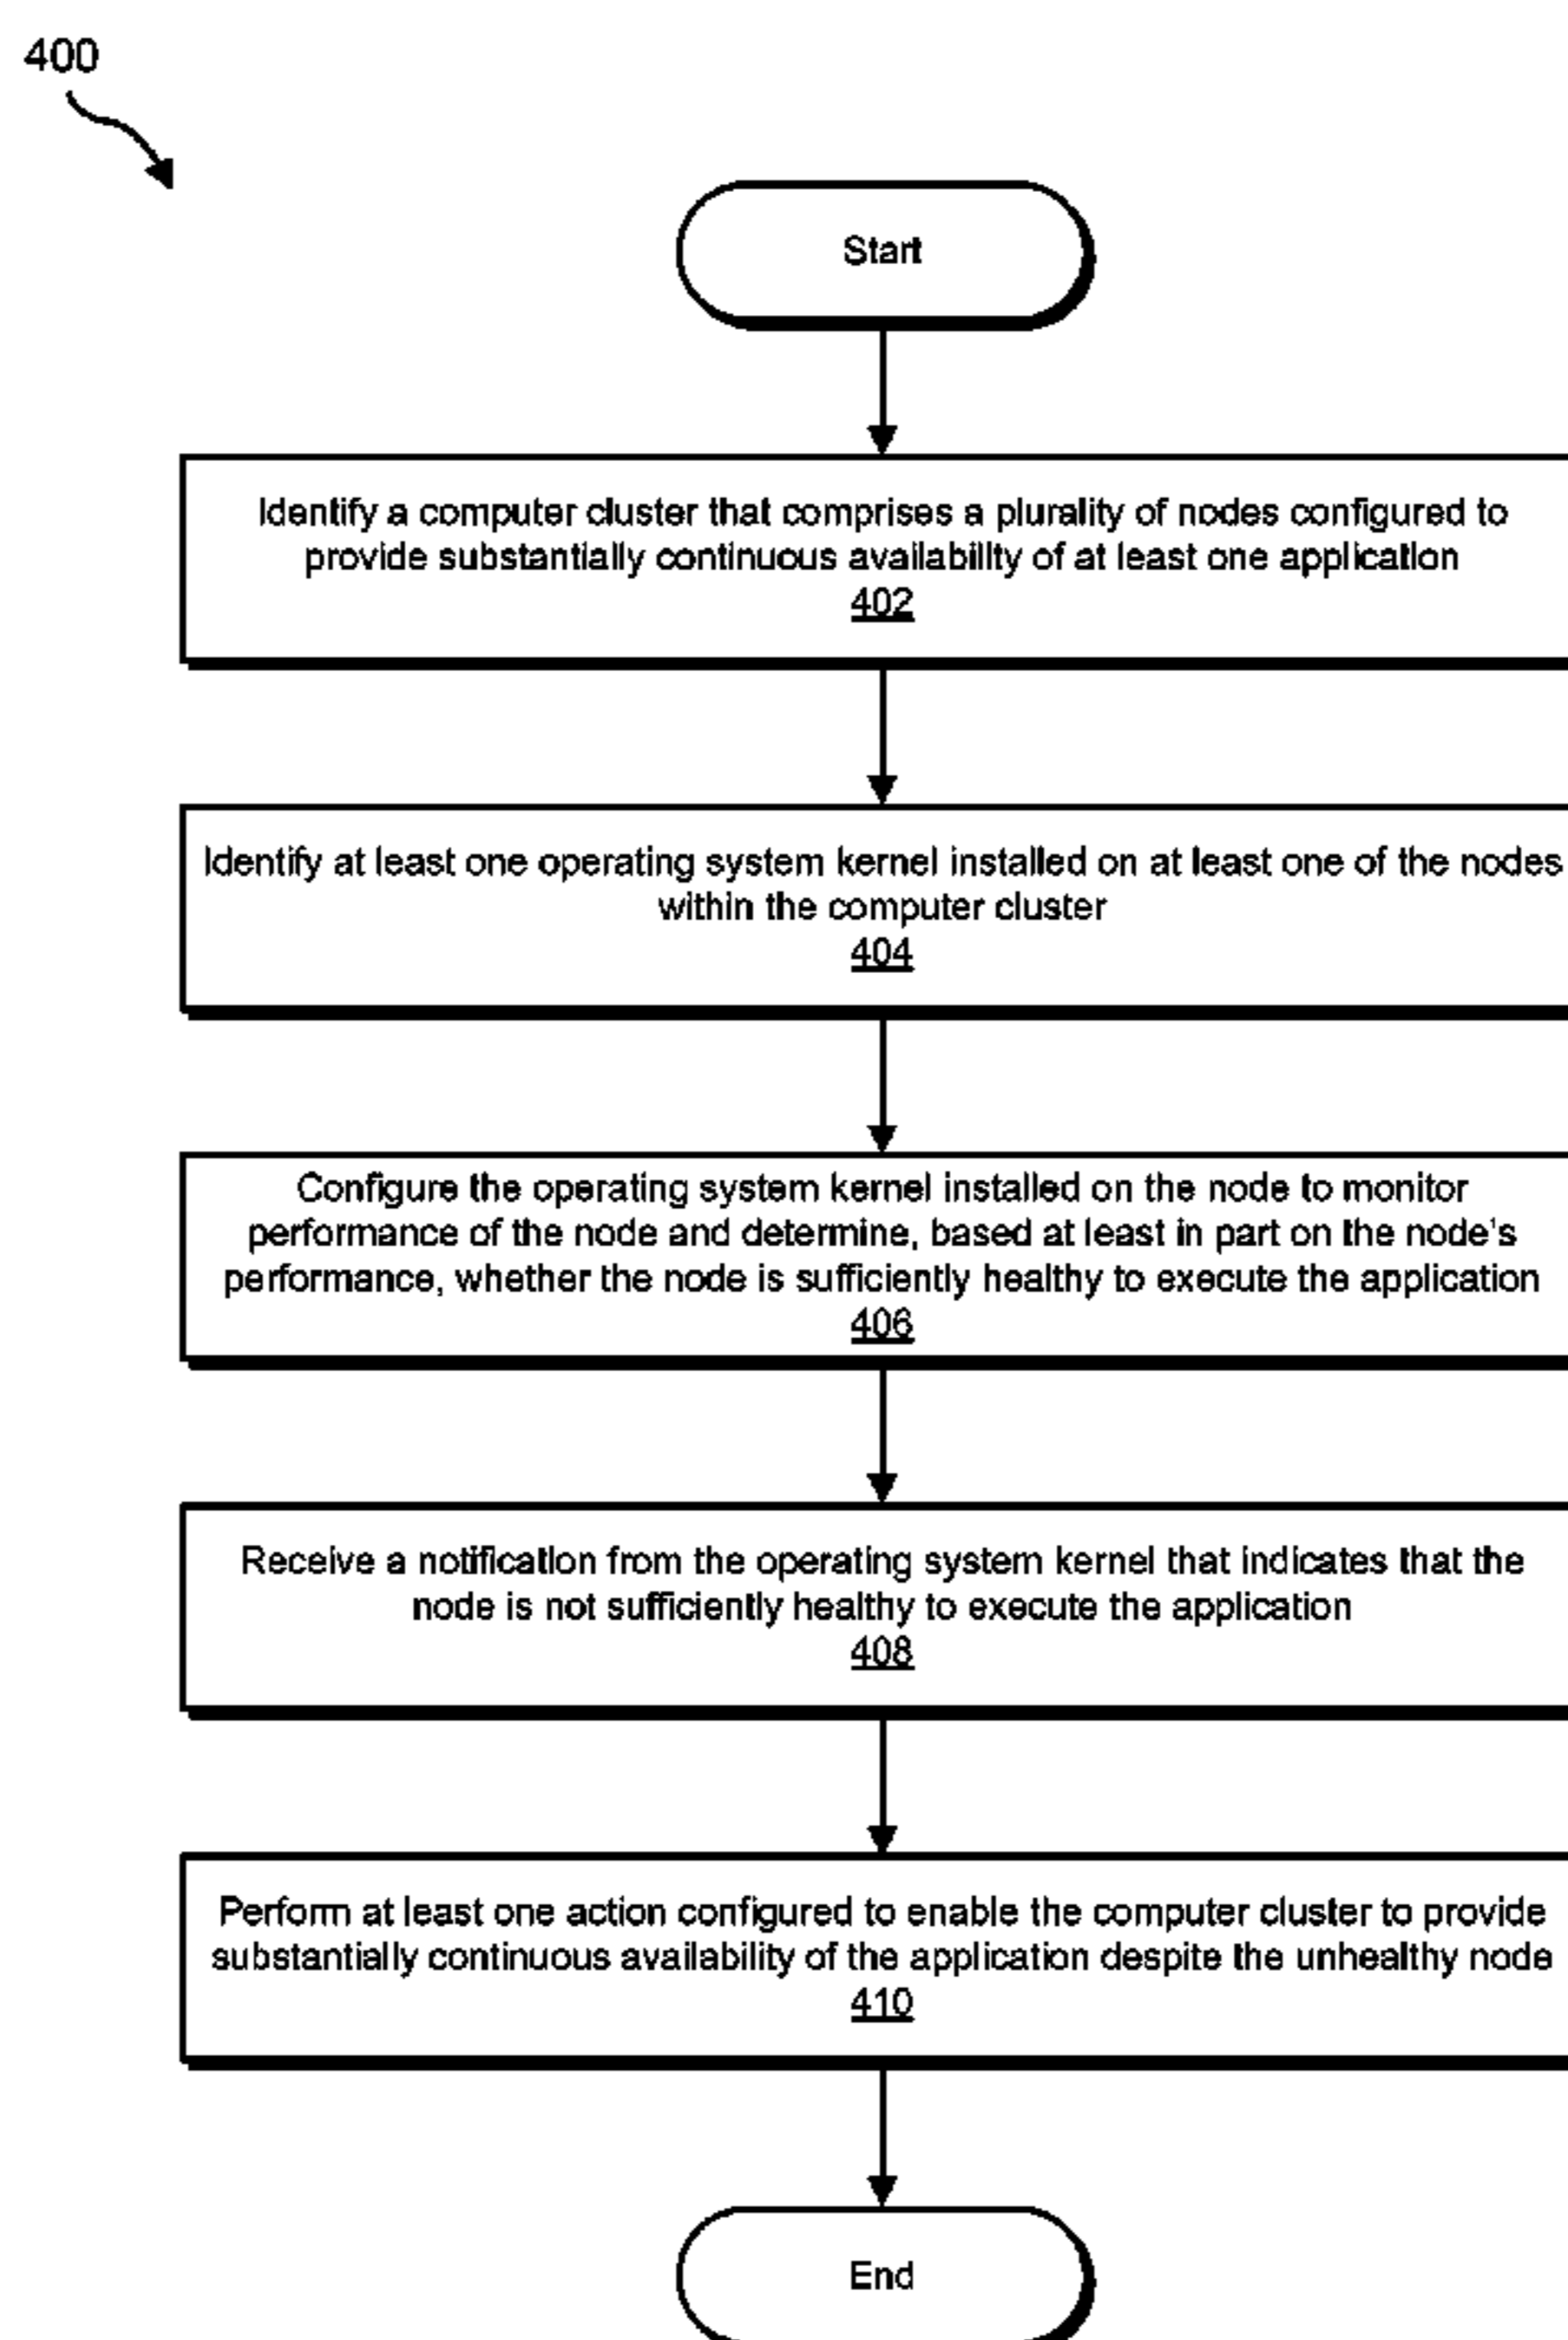 400
Start
Identify a computer cluster that comprises a plurality of nodes configured to
provide substantially continuous availability of at least one application
402
Identify at least one operating system kernel installed on at least one of the nodes
within the computer cluster
404
Configure the operating system kernel installed on the node to monitor
performance of the node and determine, based at least in part on the node's
performance, whether the node is sufficiently healthy to execute the application
406
Receive a notification from the operating system kernel that indicates that the
node is not sufficiently healthy to execute the application
408
Perform at least one action configured to enable the computer cluster to provide
substantially continuous availability of the application despite the unhealthy node
410
End